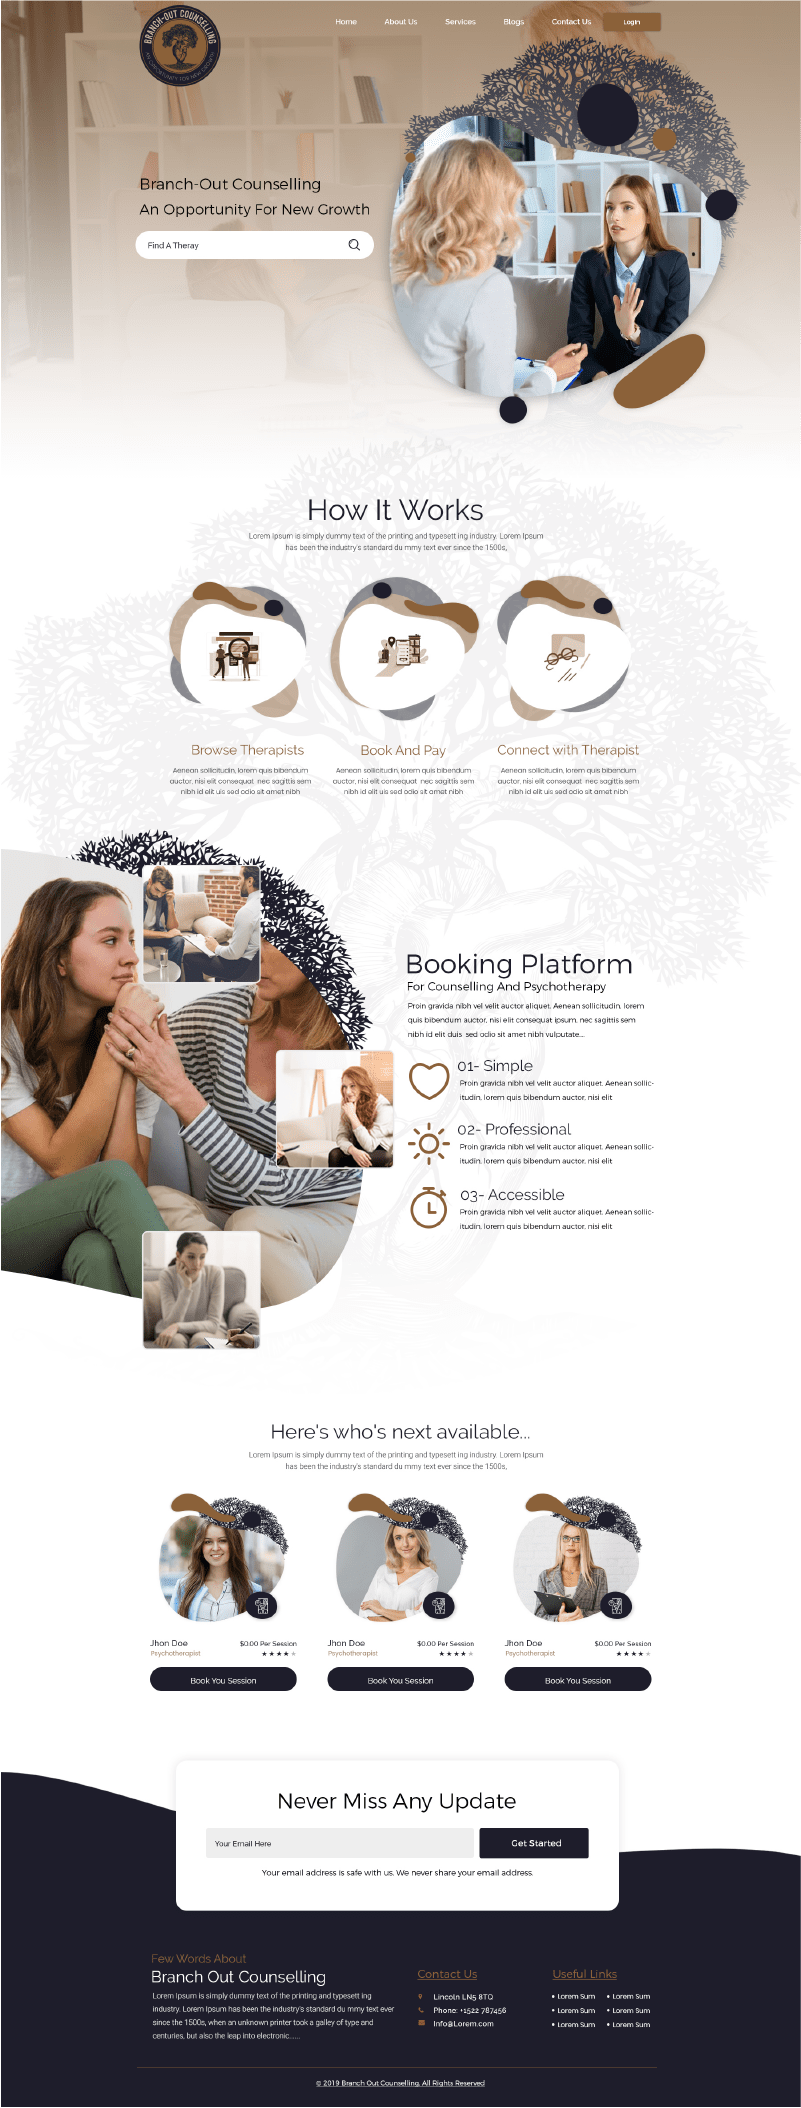 BRANCH-OUT COUNSELLING
AN OPPORTUNITY FOR NEW GROWTH
Home
About Us
Services
Blogs
Contact Us
Login
Branch-Out Counselling
An Opportunity For New Growth
Find A Theray
How It Works
Lorem Ipsum is simply dummy text of the printing and typesett ing industry. Lorem Ipsum
has been the industry's standard du mmy text ever since the 1500s,
Browse Therapists
Aenean sollicitudin, lorem quis bibendum
auctor, nisi elit consequat nec sagittis sem
nibh id elit uis sed odio sit amet nibh
Book And Pay
Aenean sollicitudin, lorem quis bibendum
auctor, nisi elit consequat nec sagittis sem
nibh id elit duis sed odio sit amet nibh
Connect with Therapist
Aenean sollicitudin, lorem quis bibendum
auctor, nisi elit consequat nec sagittis sem
nibh id elit uis sed odio sit amet nibh
Booking Platform
For Counselling And Psychotherapy
Proin gravida nibh vel velit auctor aliquet. Aenean sollicitudin, lorem
quis bibendum auctor, nisi elit consequat ipsum, nec sagittis sem
nibh id elit duis sed odio sit amet nibh vulputate....
01- Simple
Proin gravida nibh vel velit auctor aliquet. Aenean sollic-
itudin, lorem quis bibendum auctor, nisi elit
02- Professional
Proin gravida nibh vel velit auctor aliquet. Aenean sollic-
itudin, lorem quis bibendum auctor, nisi elit
03- Accessible
Proin gravida nibh vel velit auctor aliquet. Aenean sollic-
itudin, lorem quis bibendum auctor, nisi elit
Here's who's next available...
Lorem Ipsum is simply dummy text of the printing and typesett ing industry. Lorem Ipsum
has been the industry's standard du mmy text ever since the 1500s,
Jhon Doe
$0.00 Per Session
Psychotherapist
Book You Session
Jhon Doe
$0.00 Per Session
Psychotherapist
Book You Session
Jhon Doe
$0.00 Per Session
Psychotherapist
Book You Session
Never Miss Any Update
Your Email Here
Get Started
Your email address is safe with us. We never share your email address.
Few Words About
Branch Out Counselling
Lorem Ipsum is simply dummy text of the printing and typesetting
industry. Lorem Ipsum has been the industry's standard du mmy text ever
since the 1500s, when an unknown printer took a galley of type and
centuries, but also the leap into electronic......
Contact Us
Lincoln LN5 8TQ
Phone: +1522 787456
Info@Lorem.com
Useful Links
Lorem Sum
Lorem Sum
Lorem Sum
Lorem Sum
Lorem Sum
Lorem Sum
© 2019 Branch Out Counselling, All Rights Reserved